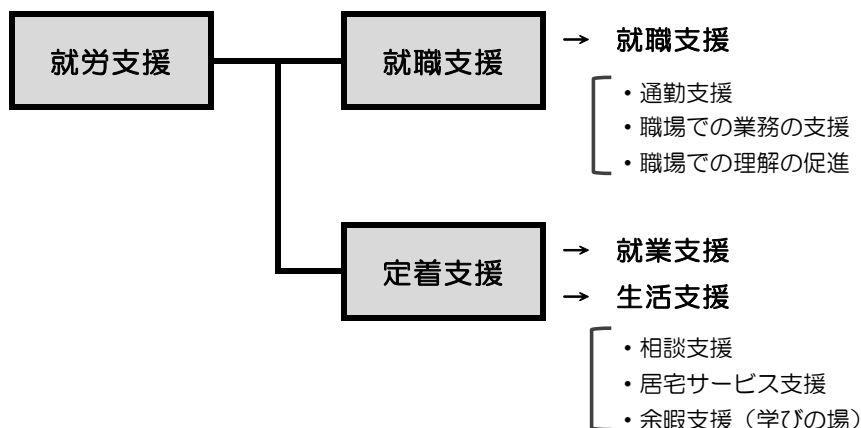 就労支援
就職支援
→ 就職支援
・通勤支援
・職場での業務の支援
・職場での理解の促進
定着支援
→ 就業支援
→ 生活支援
・相談支援
・居宅サービス支援
・余暇支援（学びの場）